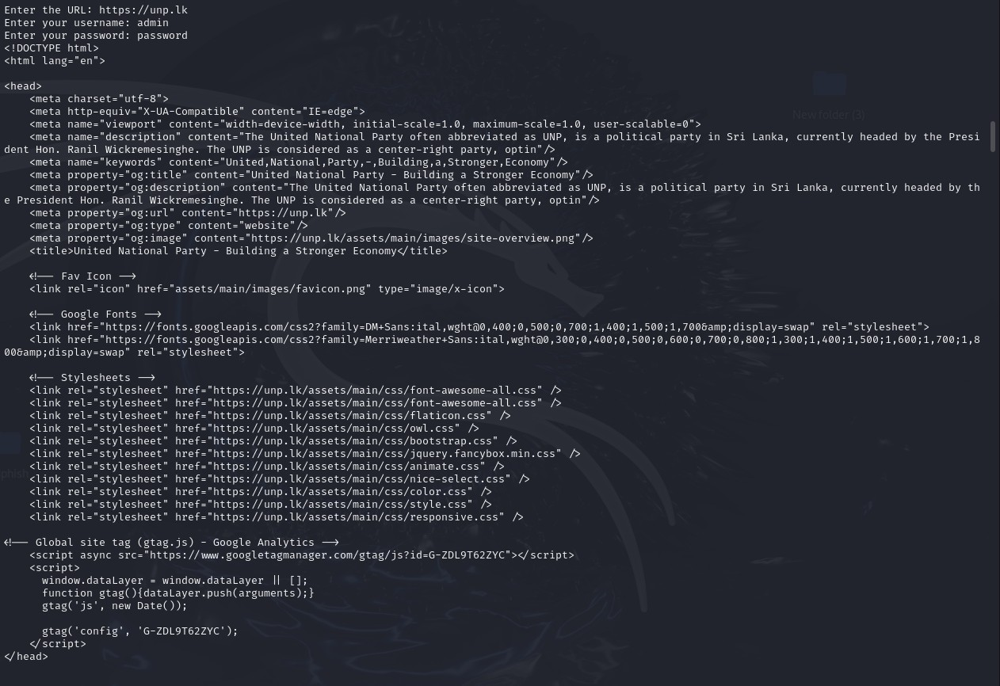 Enter the URL: https://unp.lk
Enter your username: admin
Enter your password: password
<!DOCTYPE html>
<html lang="en">
<head>
<meta charset="utf-8">
<meta http-equiv="X-UA-Compatible" content="IE=edge">
<meta name="viewport" content="width=device-width, initial-scale=1.0, maximum-scale=1.0, user-scalable=0">
<meta name="description" content="The United National Party often abbreviated as UNP, is a political party in Sri Lanka, currently headed by the Presi
dent Hon. Ranil Wickremesinghe. The UNP is considered as a center-right party, optin"/>
<meta name="keywords" content="United,National,Party,-,Building,a,Stronger,Economy"/>
<meta property="og:title" content="United National Party - Building a Stronger Economy"/>
<meta property="og:description" content="The United National Party often abbreviated as UNP, is a political party in Sri Lanka, currently headed by th
e President Hon. Ranil Wickremesinghe. The UNP is considered as a center-right party, optin"/>
<meta property="og:url" content="https://unp.lk"/>
<meta property="og:type" content="website"/>
<meta property="og:image" content="https://unp.lk/assets/main/images/site-overview.png"/>
<title>United National Party - Building a Stronger Economy</title>
New folder (3)
<!-- Fav Icon -->
<link rel="icon" href="assets/main/images/favicon.png" type="image/x-icon">
<!-- Google Fonts -->
<link href="https://fonts.googleapis.com/css2?family=DM+Sans:ital,wght@0,400;0,500;0,700;1,400;1,500;1,700&amp;display=swap" rel="stylesheet">
<link href="https://fonts.googleapis.com/css2?family=Merriweather+Sans:ital,wght@0,300;0,400;0,500;0,600;0,700;0,800;1,300;1,400;1,500;1,600;1,700;1,8
00&amp;display=swap" rel="stylesheet">
<!-- Stylesheets -->
<link rel="stylesheet" href="https://unp.lk/assets/main/css/font-awesome-all.css" />
<link rel="stylesheet" href="https://unp.lk/assets/main/css/font-awesome-all.css" />
<link rel="stylesheet" href="https://unp.lk/assets/main/css/flaticon.css" />
<link rel="stylesheet" href="https://unp.lk/assets/main/css/owl.css" />
<link rel="stylesheet" href="https://unp.lk/assets/main/css/bootstrap.css" />
<link rel="stylesheet" href="https://unp.lk/assets/main/css/jquery.fancybox.min.css" />
<link rel="stylesheet" href="https://unp.lk/assets/main/css/animate.css" />
<link rel="stylesheet" href="https://unp.lk/assets/main/css/nice-select.css" />
<link rel="stylesheet" href="https://unp.lk/assets/main/css/color.css" />
<link rel="stylesheet" href="https://unp.lk/assets/main/css/style.css" />
<link rel="stylesheet" href="https://unp.lk/assets/main/css/responsive.css" />
<!-- Global site tag (gtag.js) - Google Analytics -->
<script async src="https://www.googletagmanager.com/gtag/js?id=G-ZDL9T62ZYC"></script>
<script>
window.dataLayer = window.dataLayer || [];
function gtag(){dataLayer.push(arguments);}
gtag('js', new Date());
gtag('config', 'G-ZDL9T62ZYC');
</script>
</head>